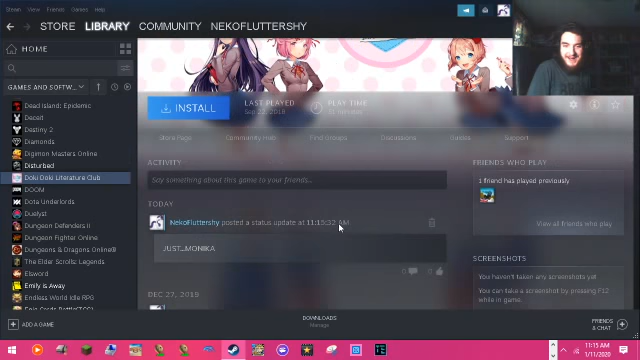 Steam View Friends Games Help
STORE LIBRARY COMMUNITY NEKOFLUTTERSHY
HOME
GAMES AND SOFTW...
Dead Island: Epidemic
Deceit
Destiny 2
Diamonds
Digimon Masters Online
Disturbed
Doki Doki Literature Club
DOOM
Dota Underlords
Duelyst
Dungeon Defenders II
Dungeon Fighter Online
Dungeons & Dragons Online®
The Elder Scrolls: Legends
Elsword
Emily is Away
Endless World Idle RPG
ADD A GAME
INSTALL
LAST PLAYED
PLAY TIME
Store Page Community Hub Find Groups Discussions Guides Support
ACTIVITY
Say something about this game to your friends...
TODAY
NekoFluttershy posted a status update at 11:15:32 AM
JUST_MONIKA
0 0
DEC 27, 2019
FRIENDS WHO PLAY
1 friend has played previously
View all friends who play
SCREENSHOTS
You haven't taken any screenshots yet
You can take a screenshot by pressing F12
while in game.
DOWNLOADS
Manage
FRIENDS
& CHAT
11:15 AM
1/11/2020